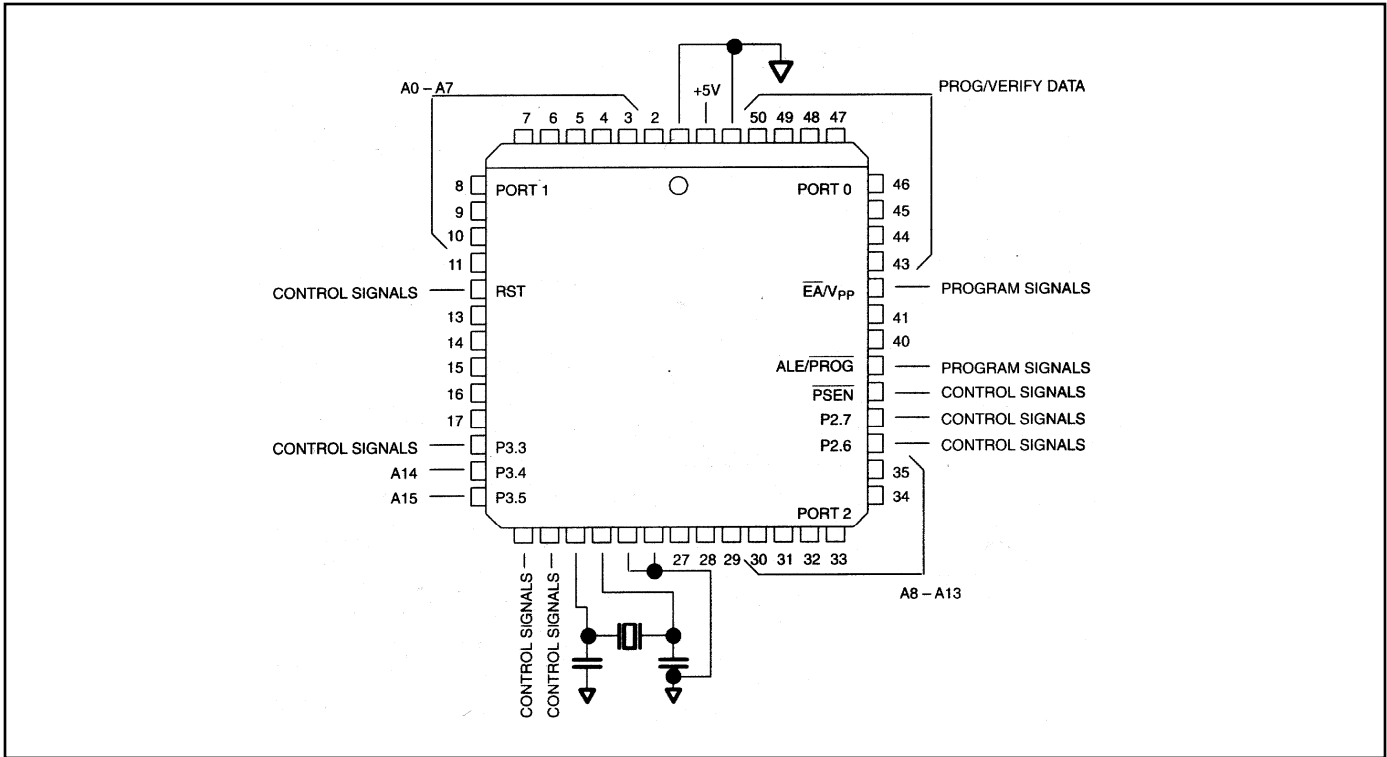 +5V
A0 – A7
PROG/VERIFY DATA
7 6 5 4 3 2 50 49 48 47
8 PORT 1 PORT 0 46
9 45
10 44
11 43
CONTROL SIGNALS RST EA/VPP PROGRAM SIGNALS
13 41
14 40
15 ALE/PROG PROGRAM SIGNALS
16 PSEN CONTROL SIGNALS
17 P2.7 CONTROL SIGNALS
CONTROL SIGNALS P3.3 P2.6 CONTROL SIGNALS
A14 P3.4 35
A15 P3.5 34
PORT 2
27 28 29 30 31 32 33
A8 – A13
CONTROL SIGNALS
CONTROL SIGNALS